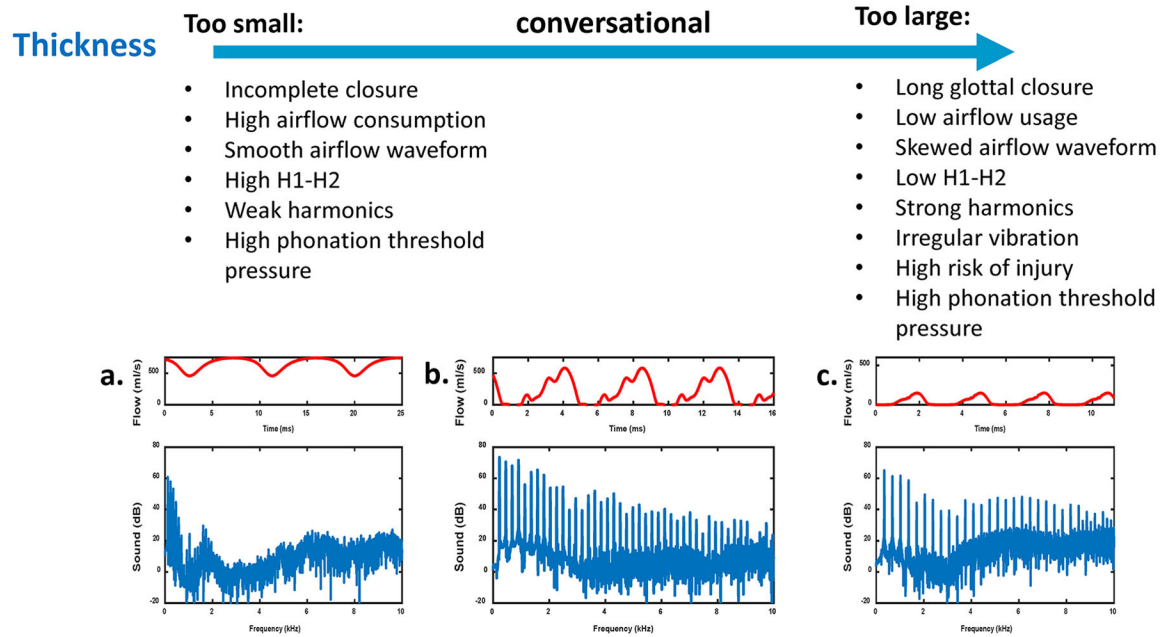 Thickness
Too small:
conversational
Too large:
• Incomplete closure
• High airflow consumption
• Smooth airflow waveform
• High H1-H2
• Weak harmonics
• High phonation threshold
pressure
• Long glottal closure
• Low airflow usage
• Skewed airflow waveform
• Low H1-H2
• Strong harmonics
• Irregular vibration
• High risk of injury
• High phonation threshold
pressure
a.
Flow (ml/s)
500
0
0 5 10 15 20 25
Time (ms)
b.
Flow (ml/s)
500
0
0 2 4 6 8 10 12 14 16
Time (ms)
c.
Flow (ml/s)
500
0
0 2 4 6 8 10
Time (ms)
Sound (dB)
80
60
40
20
0
-20
0 2 4 6 8 10
Frequency (kHz)
Sound (dB)
80
60
40
20
0
-20
0 2 4 6 8 10
Frequency (kHz)
Sound (dB)
80
60
40
20
0
-20
0 2 4 6 8 10
Frequency (kHz)